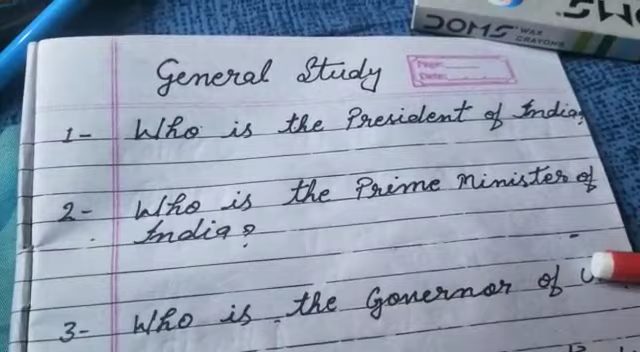 DOMS WAX CRAYONS
General Study
Page:
Date:
1- Who is the President of India?
2- Who is the Prime Minister of
India?
3- Who is the Governor of